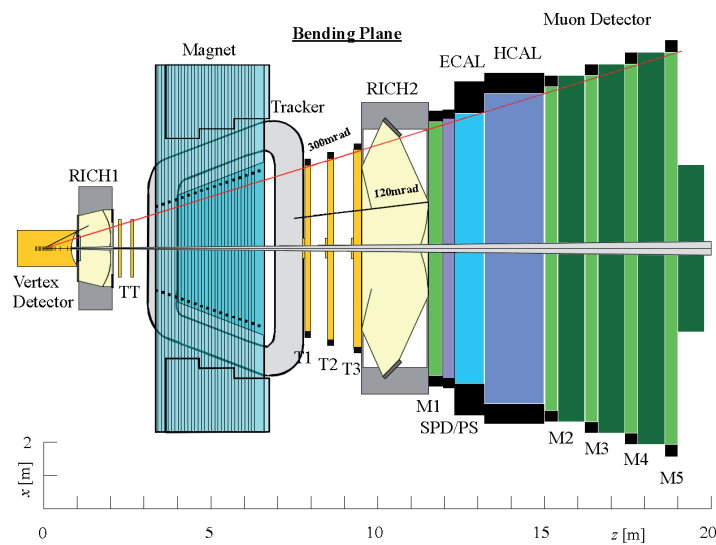 Bending Plane
Muon Detector
Magnet
ECAL
HCAL
RICH2
Tracker
300mrad
RICH1
120mrad
Vertex
Detector
TT
T1
T2
T3
M1
SPD/PS
M2
M3
M4
M5
2
x [m]
0
5
10
15
z [m]
20